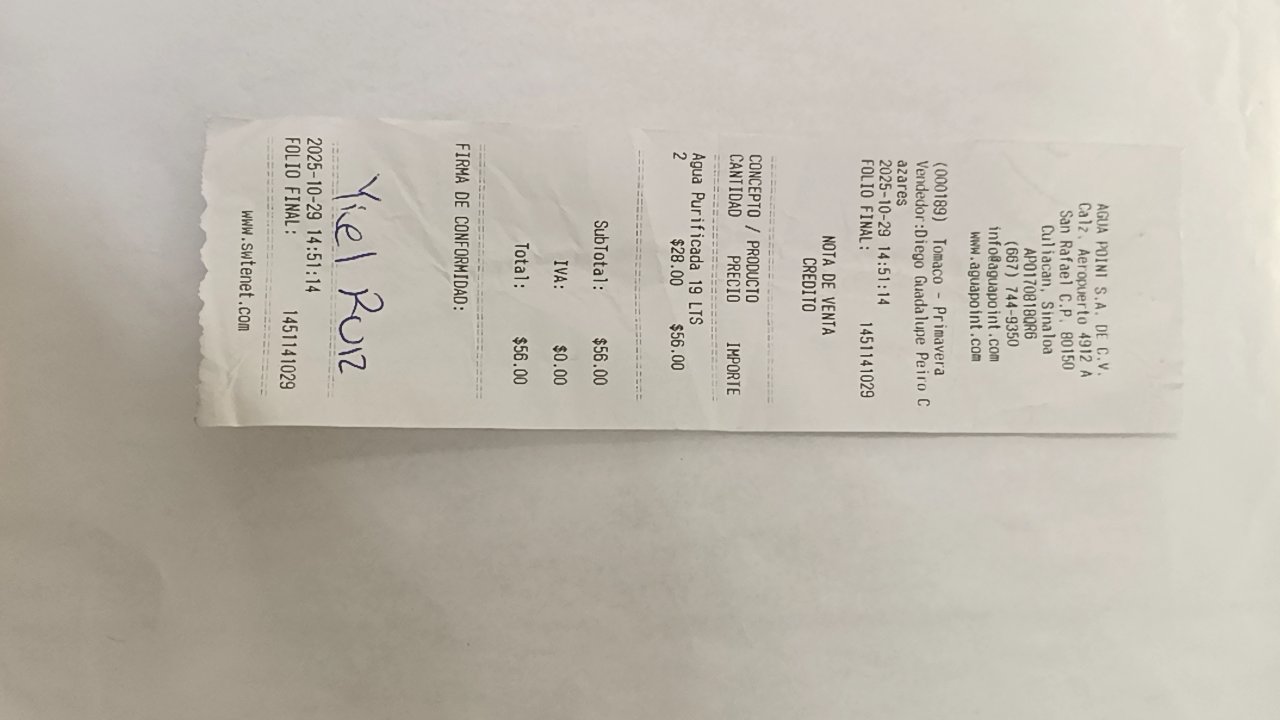 AGUA POINT S.A. DE C.V.
Calz. Aeropuerto 4912 A
San Rafael C.P. 80150
Culiacan, Sinaloa
APO170818QR6
(667) 744-9350
info@aguapoint.com
www.aguapoint.com
(000189) Tomaco - Primavera
Vendedor:Diego Guadalupe Peiro C
azares
2025-10-29 14:51:14
FOLIO FINAL: 1451141029
NOTA DE VENTA
CREDITO
CONCEPTO / PRODUCTO
CANTIDAD PRECIO IMPORTE
Agua Purificada 19 LTS
2 $28.00 $56.00
SubTotal: $56.00
IVA: $0.00
Total: $56.00
FIRMA DE CONFORMIDAD:
Yiel Ruiz
2025-10-29 14:51:14
FOLIO FINAL: 1451141029
www.swtenet.com